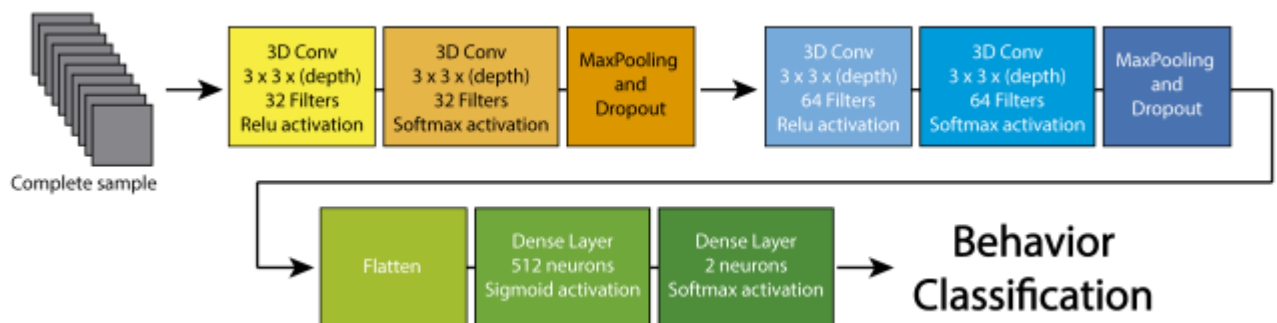 Complete sample
3D Conv
3 x 3 x (depth)
32 Filters
Relu activation
3D Conv
3 x 3 x (depth)
32 Filters
Softmax activation
MaxPooling
and
Dropout
3D Conv
3 x 3 x (depth)
64 Filters
Relu activation
3D Conv
3 x 3 x (depth)
64 Filters
Softmax activation
MaxPooling
and
Dropout
Flatten
Dense Layer
512 neurons
Sigmoid activation
Dense Layer
2 neurons
Softmax activation
Behavior
Classification